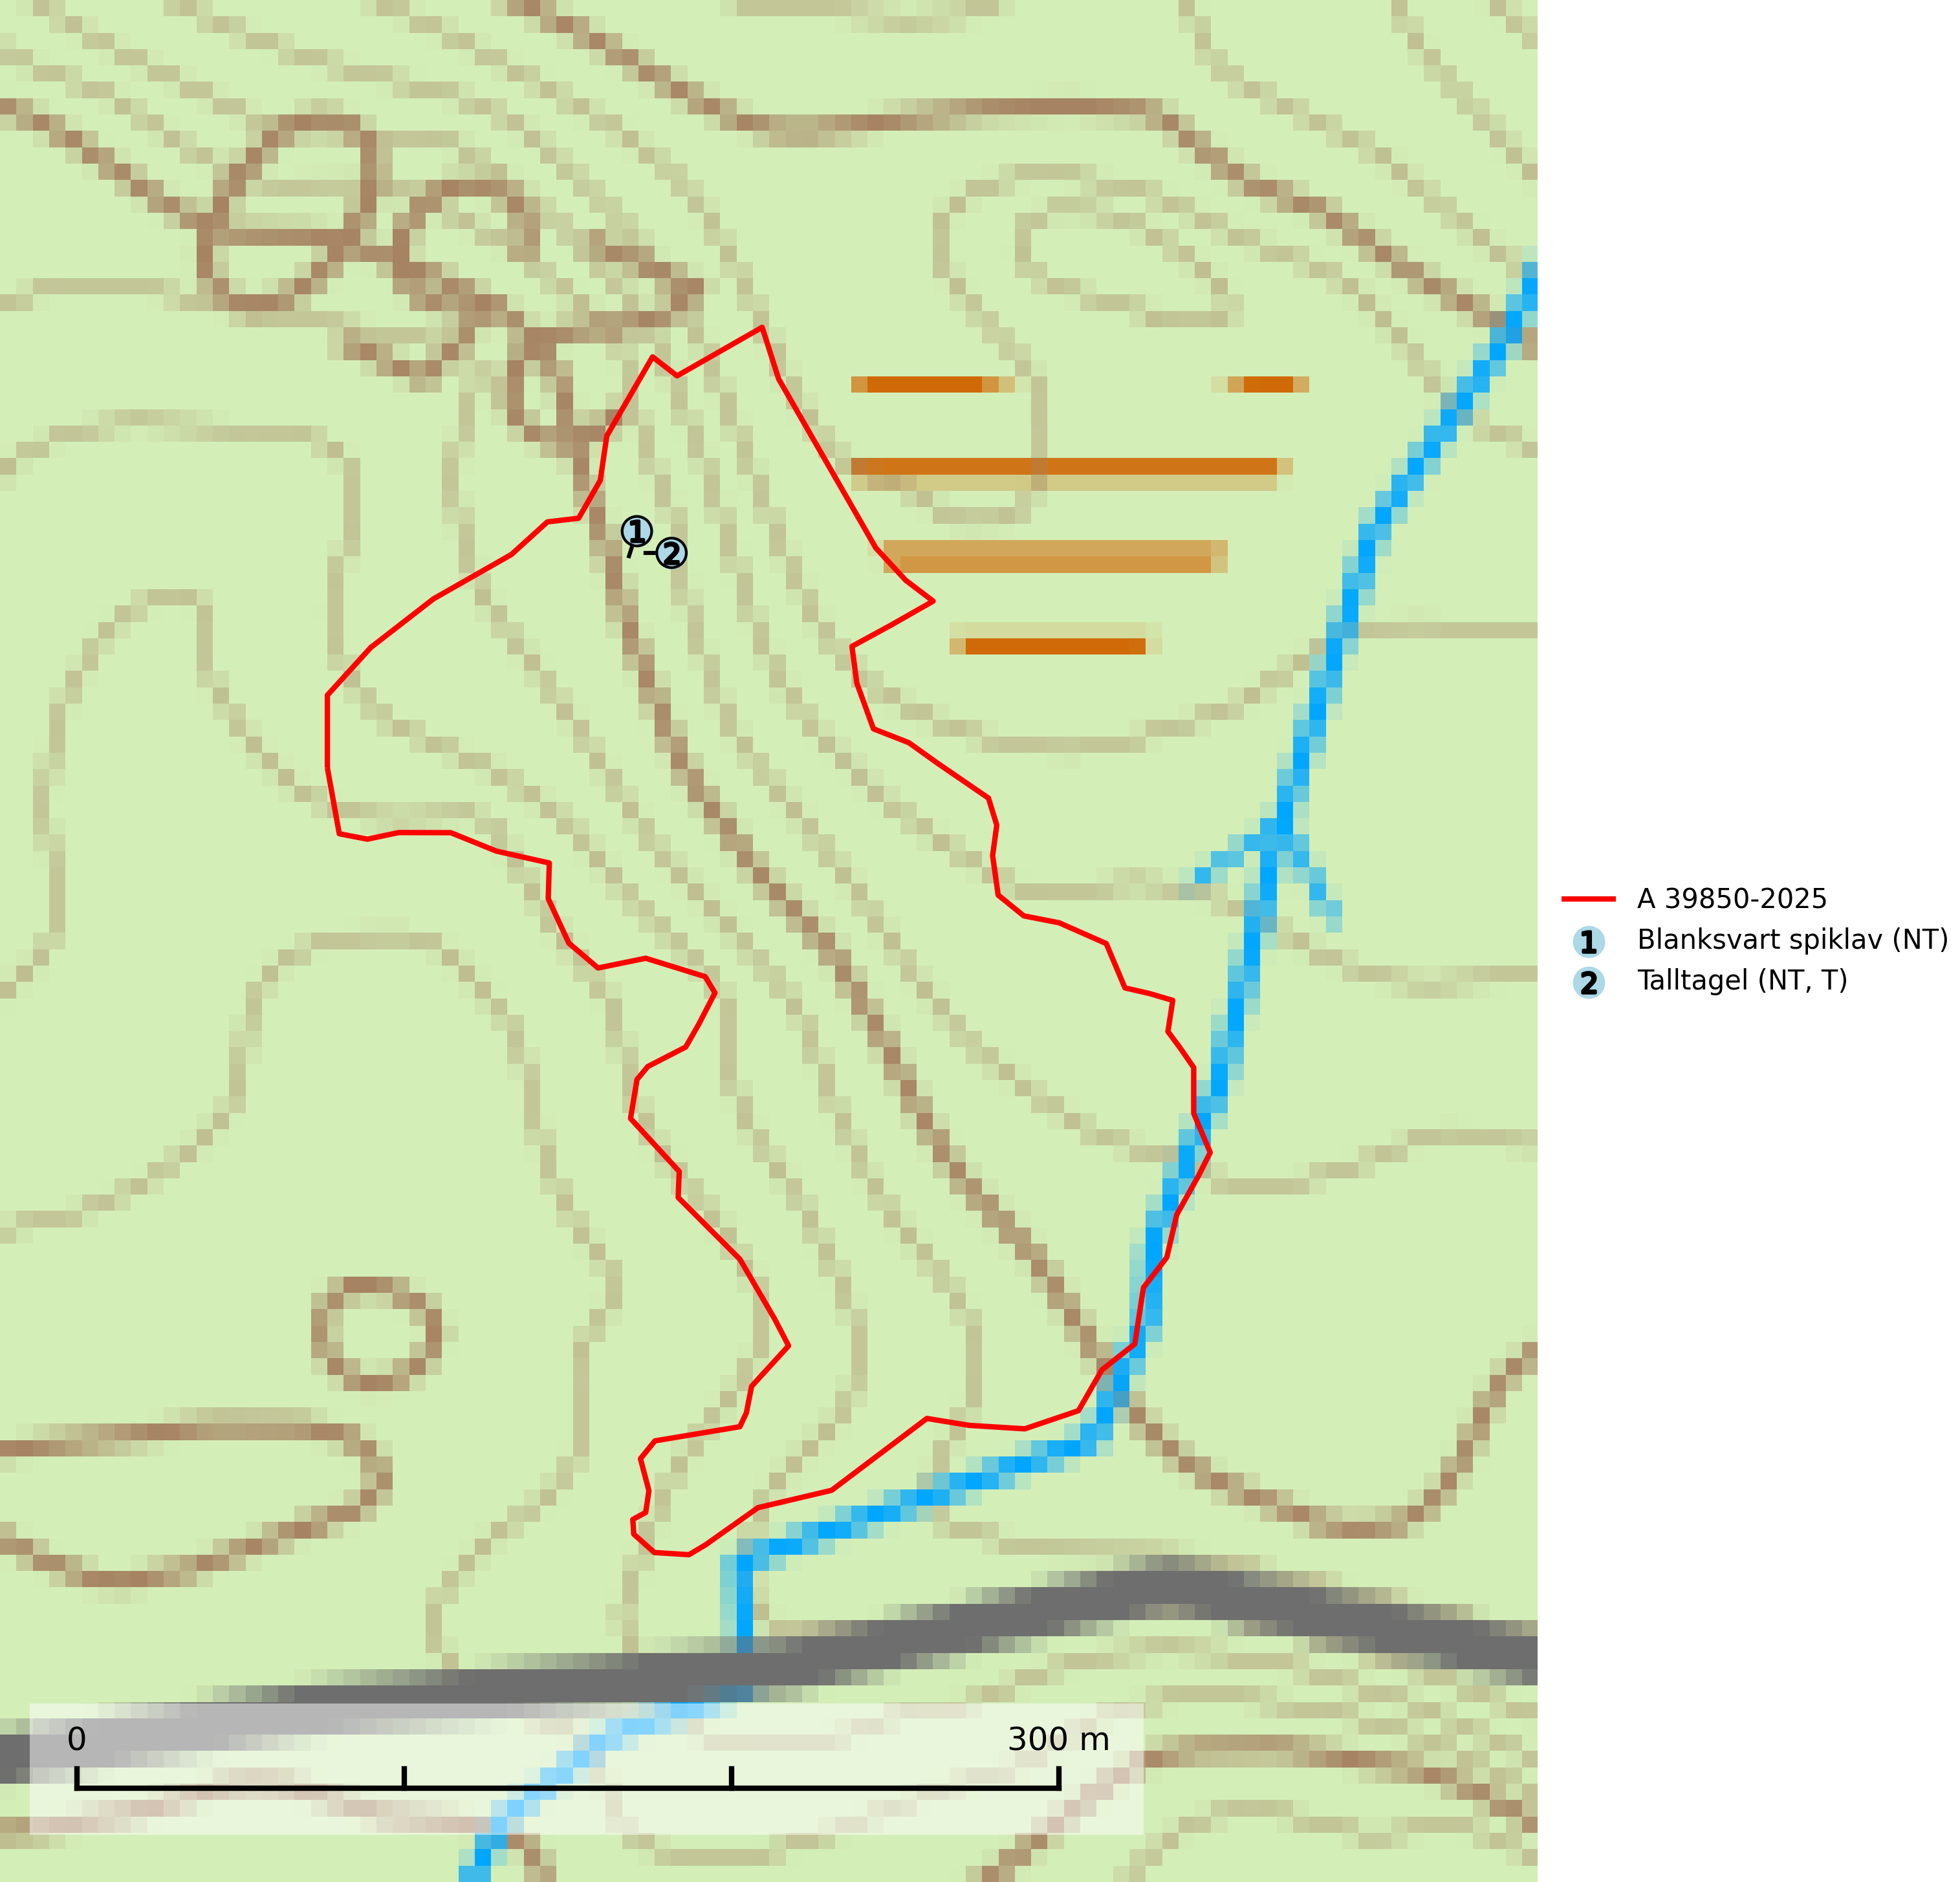 1
2
A 39850-2025
1 Blanksvart spiklav (NT)
2 Talltagel (NT, T)
0 300 m